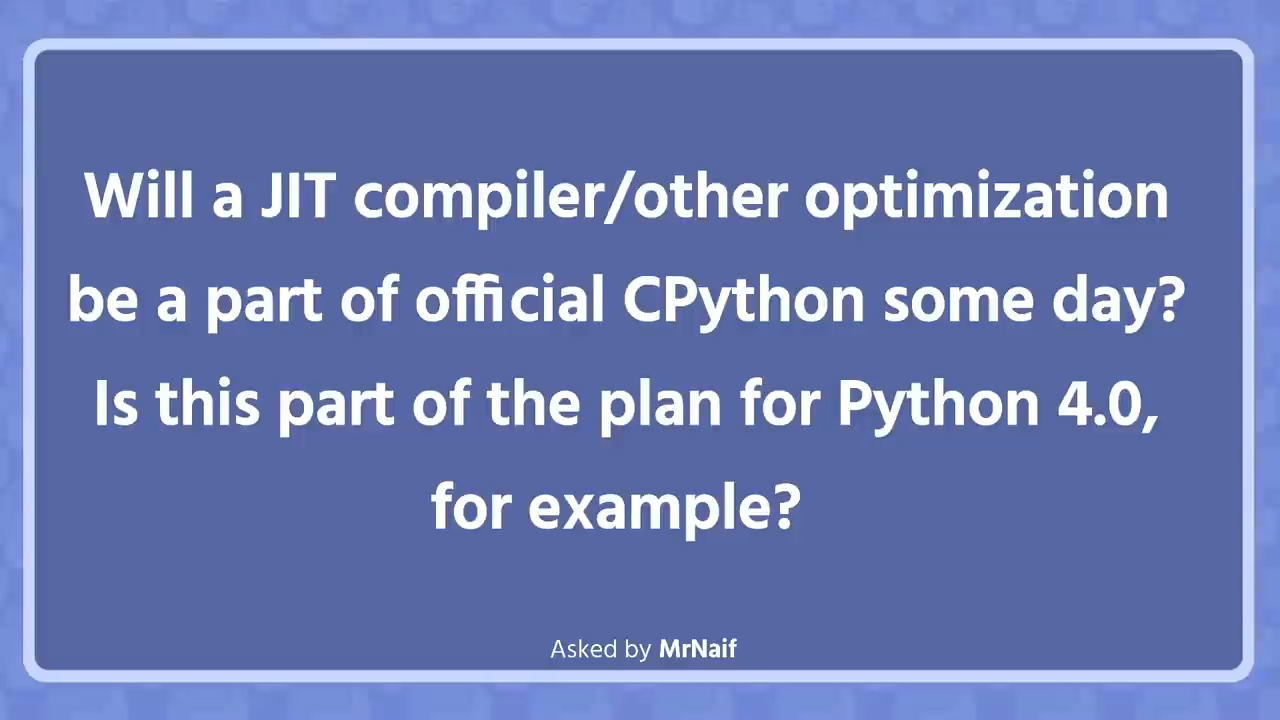 Will a JIT compiler/other optimization
be a part of official CPython some day?
Is this part of the plan for Python 4.0,
for example?
Asked by MrNaif